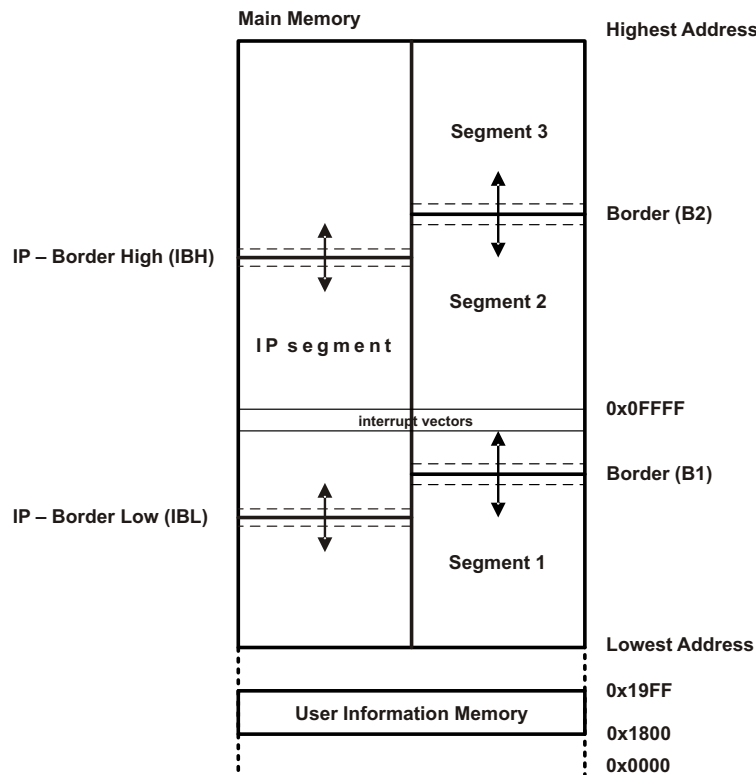 Main Memory
Highest Address
Segment 3
Border (B2)
IP – Border High (IBH)
Segment 2
IP segment
0x0FFFF
interrupt vectors
Border (B1)
IP – Border Low (IBL)
Segment 1
Lowest Address
0x19FF
User Information Memory
0x1800
0x0000